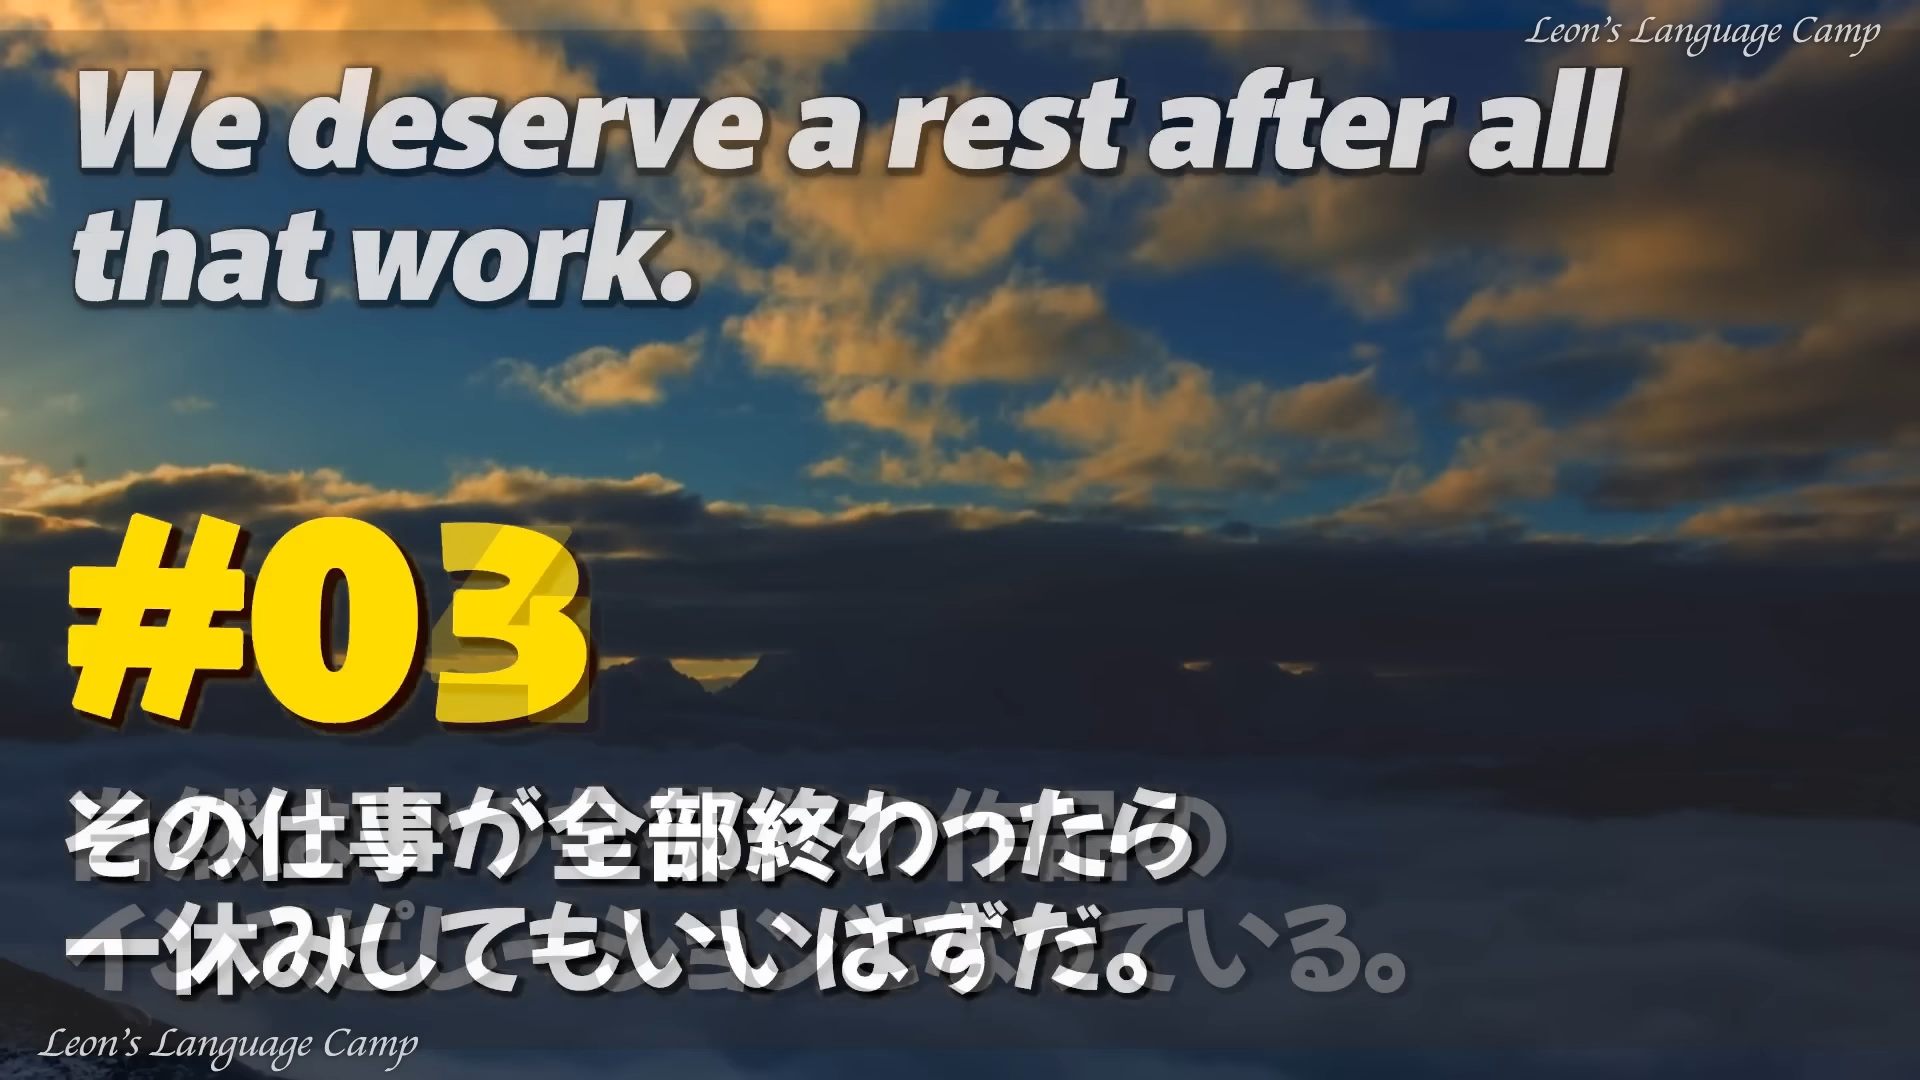 Leon's Language Camp
We deserve a rest after all
that work.
#03
その仕事が全部終わったら
一休みしてもいいはずだ。
Leon's Language Camp